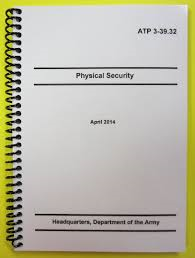 ATP 3-39.32
Physical Security
April 2014
Headquarters, Department of the Army